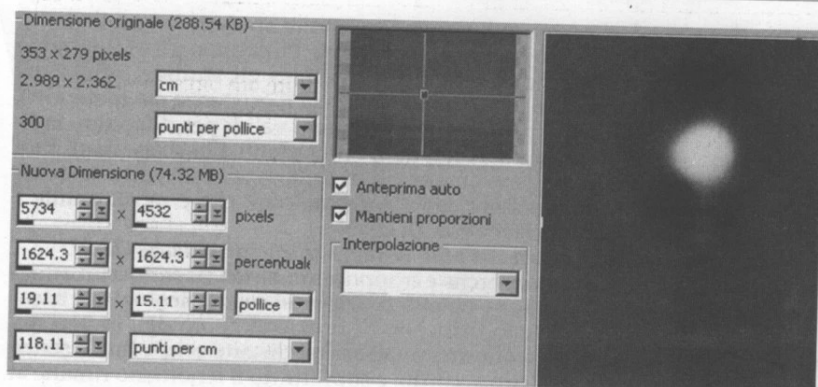 Dimensione Originale (288.54 KB)
353 x 279 pixels
2.989 x 2.362 cm
300 punti per pollice
Nuova Dimensione (74.32 MB)
5734 x 4532 pixels
1624.3 x 1624.3 percentuale
19.11 x 15.11 pollice
118.11 punti per cm
Anteprima auto
Mantieni proporzioni
Interpolazione